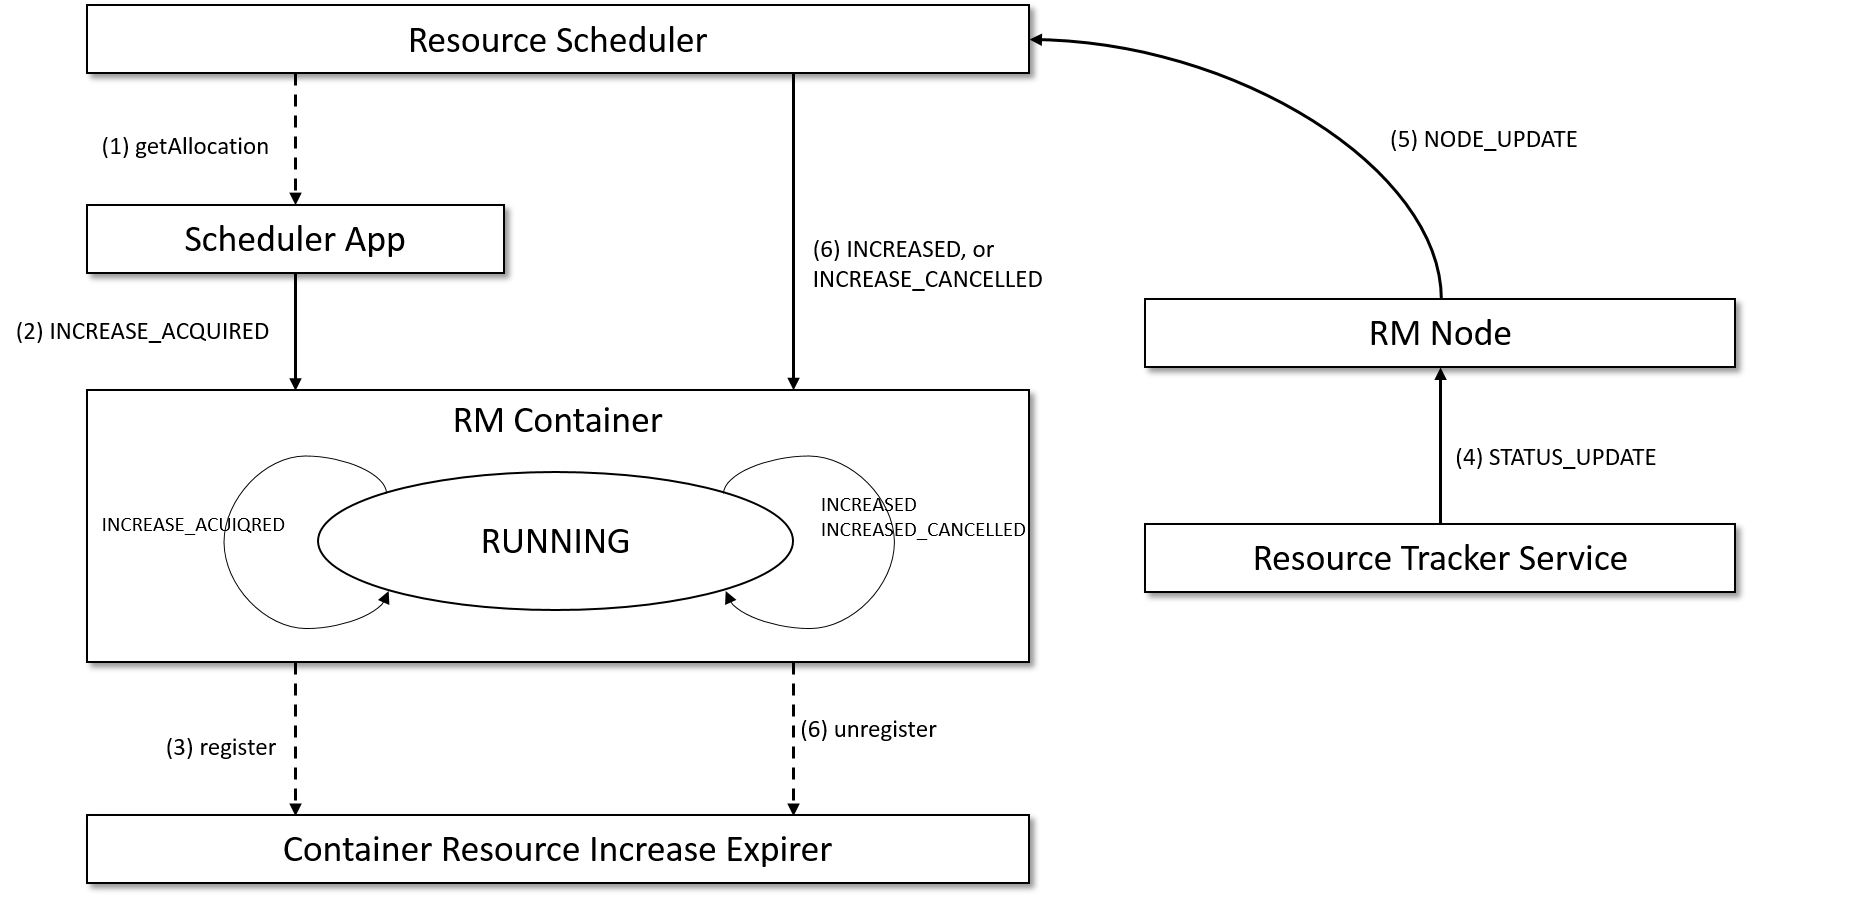 Resource Scheduler
(1) getAllocation
(5) NODE_UPDATE
Scheduler App
(6) INCREASED, or
INCREASE_CANCELLED
(2) INCREASE_ACQUIRED
RM Node
RM Container
(4) STATUS_UPDATE
INCREASE_ACUIQRED
RUNNING
INCREASED
INCREASED_CANCELLED
Resource Tracker Service
(3) register
(6) unregister
Container Resource Increase Expirer